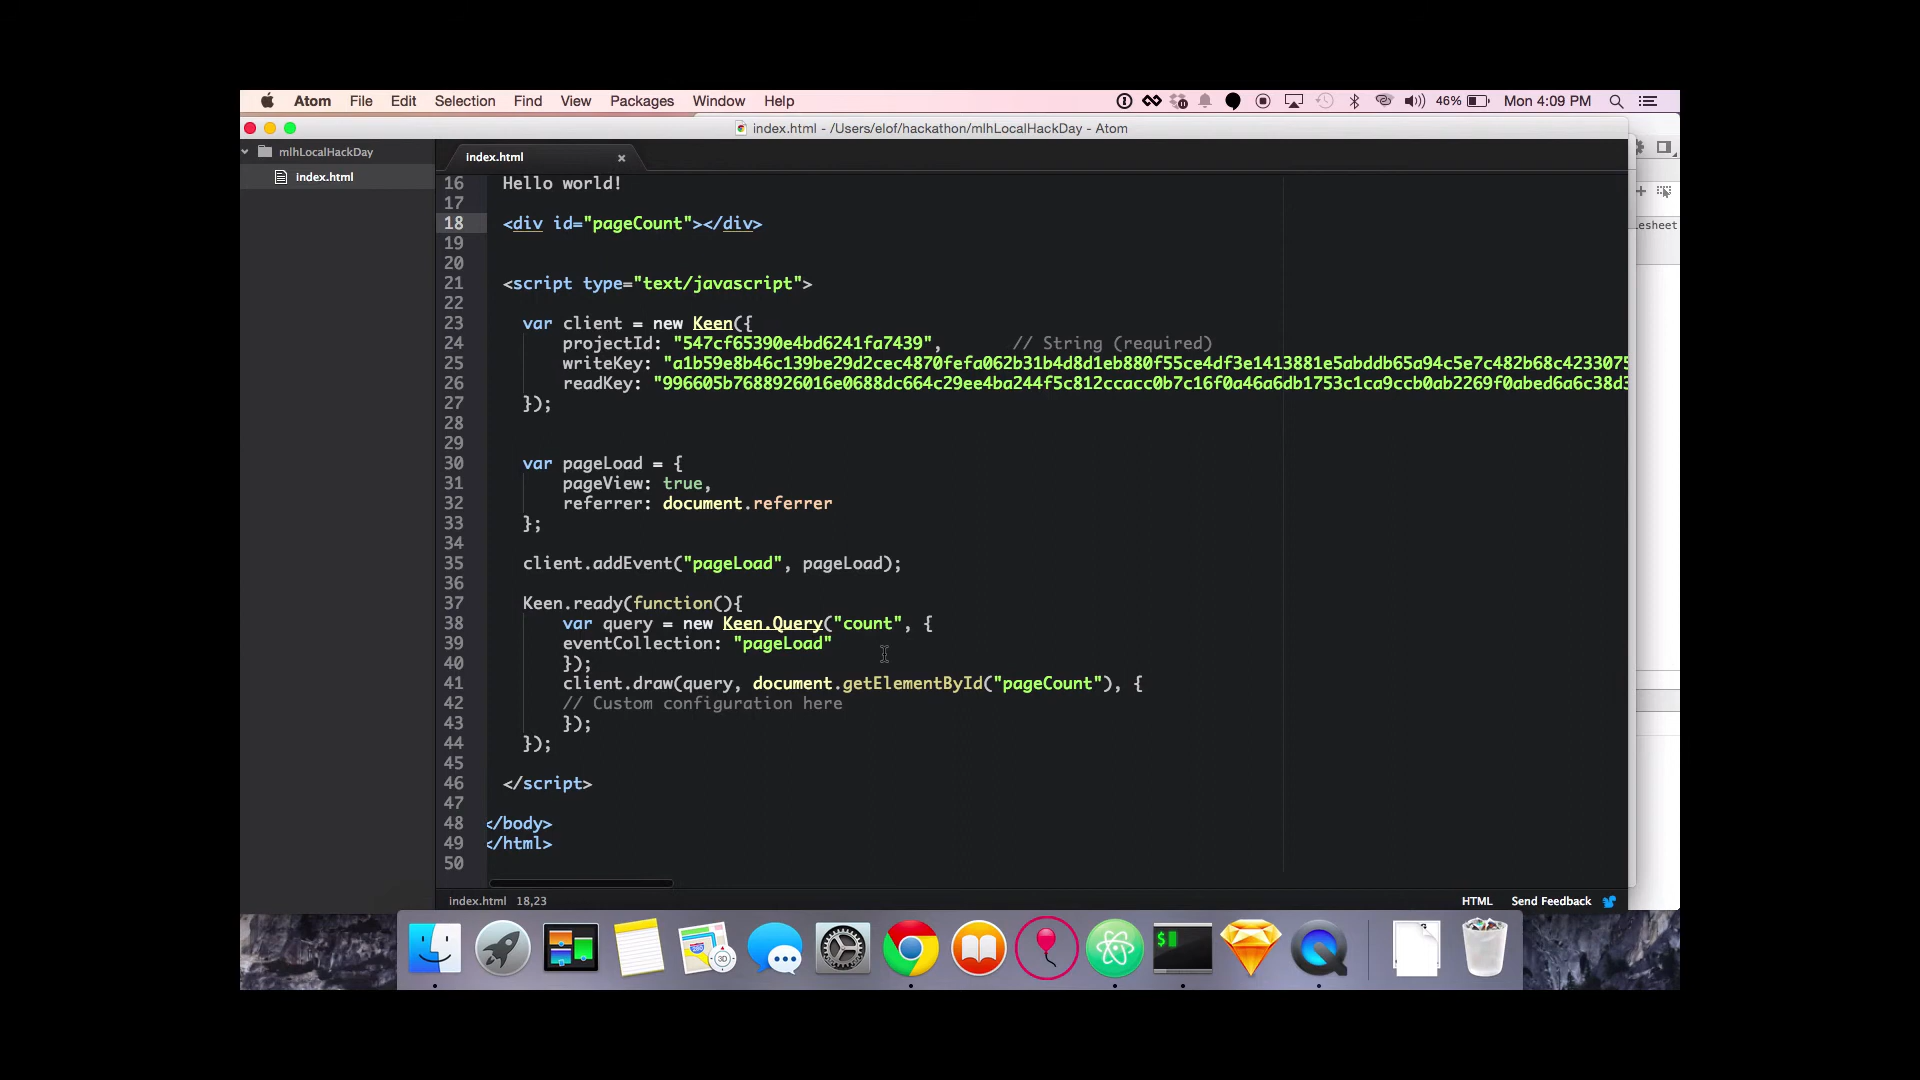 Atom File Edit Selection Find View Packages Window Help 46% Mon 4:09 PM
index.html - /Users/elof/hackathon/mlhLocalHackDay - Atom
mlhLocalHackDay
index.html
index.html
16 Hello world!
17
18 <div id="pageCount"></div>
19
20
21 <script type="text/javascript">
22
23 var client = new Keen({
24 projectId: "547cf65390e4bd6241fa7439", // String (required)
25 writeKey: "a1b59e8b46c139be29d2cec4870fefa062b31b4d8d1eb880f55ce4df3e1413881e5abddb65a94c5e7c482b68c4233075
26 readKey: "996605b7688926016e0688dc664c29ee4ba244f5c812ccacc0b7c16f0a46a6db1753c1ca9ccb0ab2269f0abed6a6c38d3
27 });
28
29
30 var pageLoad = {
31 pageView: true,
32 referrer: document.referrer
33 };
34
35 client.addEvent("pageLoad", pageLoad);
36
37 Keen.ready(function(){
38 var query = new Keen.Query("count", {
39 eventCollection: "pageLoad"
40 });
41 client.draw(query, document.getElementById("pageCount"), {
42 // Custom configuration here
43 });
44 });
45
46 </script>
47
48 </body>
49 </html>
50
esheet
index.html 18,23 HTML Send Feedback
3D
$